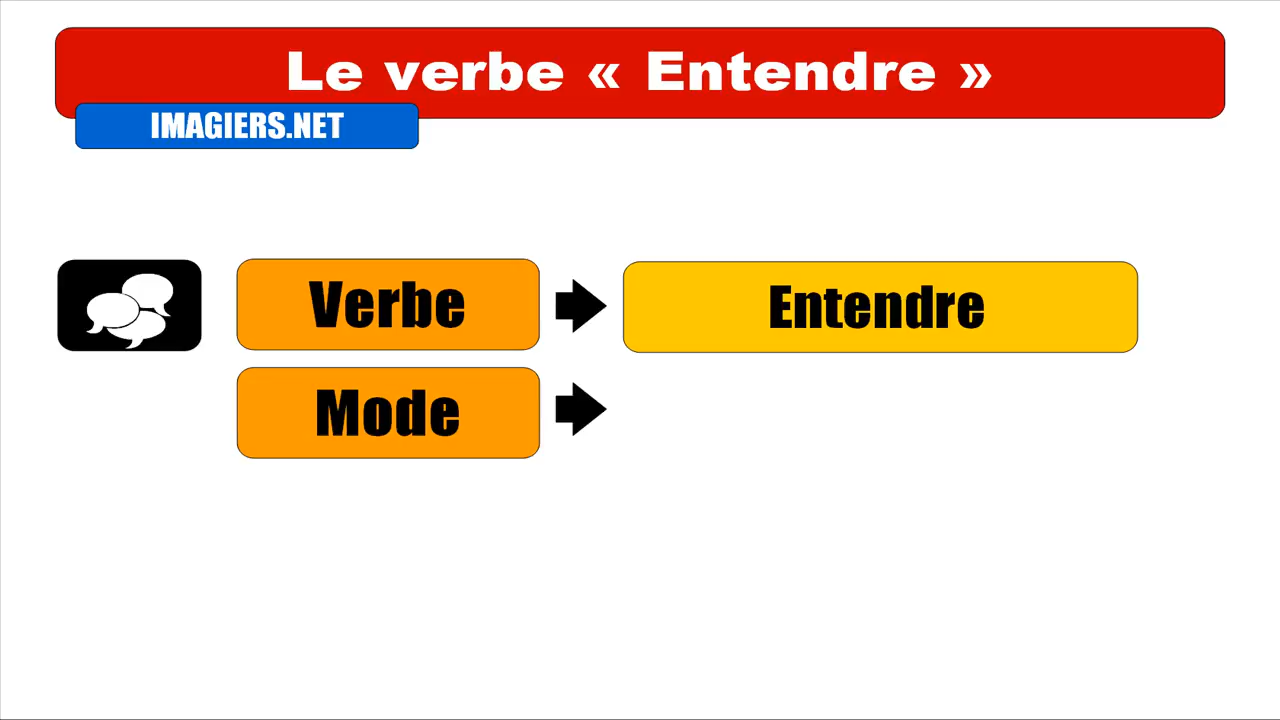 Le verbe « Entendre »
IMAGIERS.NET
Verbe
Entendre
Mode